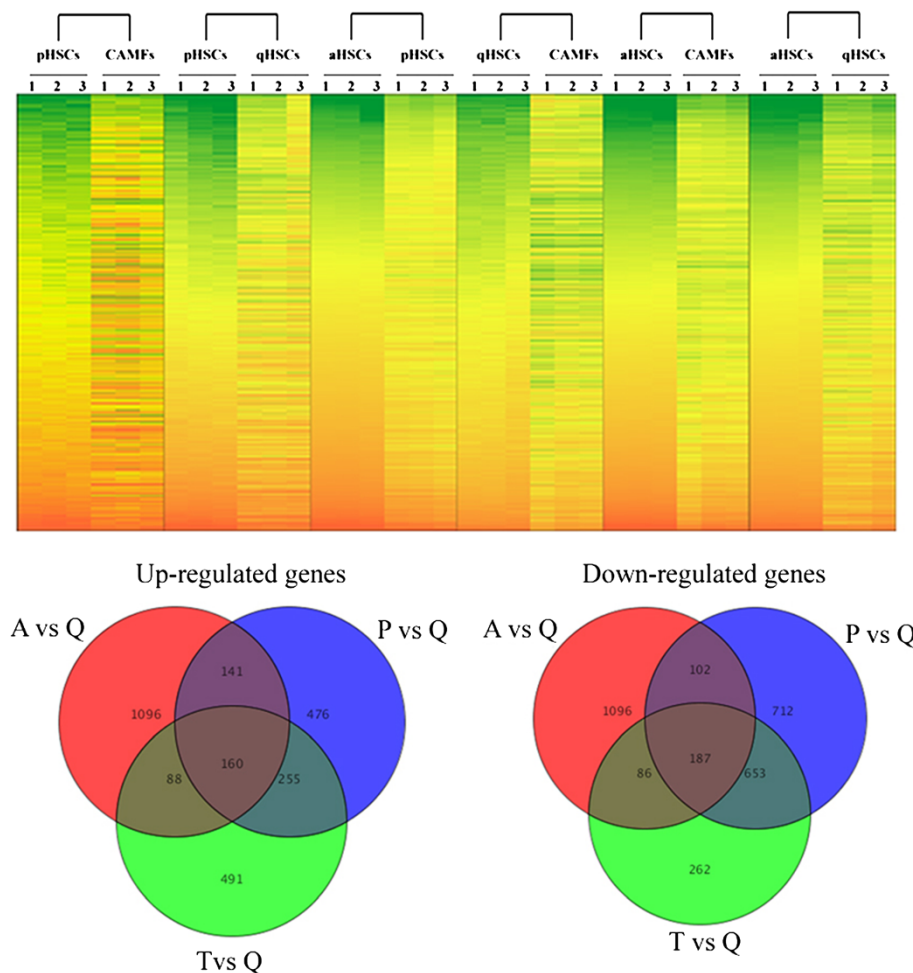 pHSCs CAMFs pHSCs qHSCs aHSCs pHSCs qHSCs CAMFs aHSCs CAMFs aHSCs qHSCs
1 2 3 1 2 3 1 2 3 1 2 3 1 2 3 1 2 3 1 2 3 1 2 3 1 2 3 1 2 3 1 2 3 1 2 3
Up-regulated genes
A vs Q
P vs Q
141
1096
476
160
88
255
491
Tvs Q
Down-regulated genes
A vs Q
P vs Q
102
1096
712
187
86
653
262
T vs Q